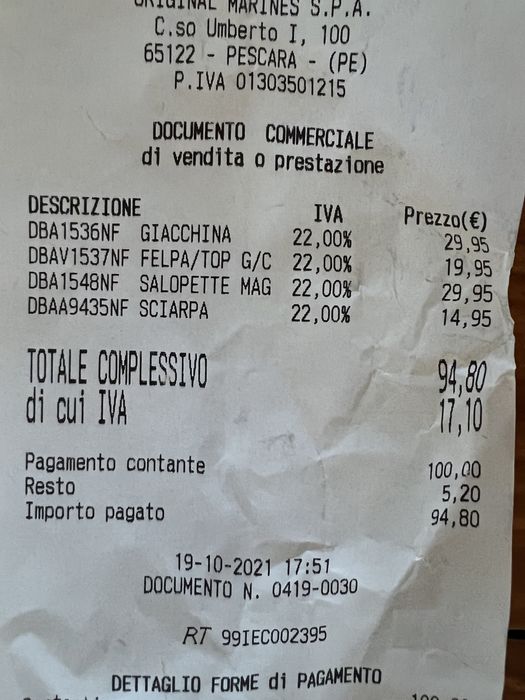 ORIGINAL MARINES S.P.A.
C.so Umberto I, 100
65122 - PESCARA - (PE)
P.IVA 01303501215
DOCUMENTO COMMERCIALE
di vendita o prestazione
DESCRIZIONE IVA Prezzo(€)
DBA1536NF GIACCHINA 22,00% 29,95
DBAV1537NF FELPA/TOP G/C 22,00% 19,95
DBA1548NF SALOPETTE MAG 22,00% 29,95
DBAA9435NF SCIARPA 22,00% 14,95
TOTALE COMPLESSIVO 94,80
di cui IVA 17,10
Pagamento contante 100,00
Resto 5,20
Importo pagato 94,80
19-10-2021 17:51
DOCUMENTO N. 0419-0030
RT 99IEC002395
DETTAGLIO FORME di PAGAMENTO